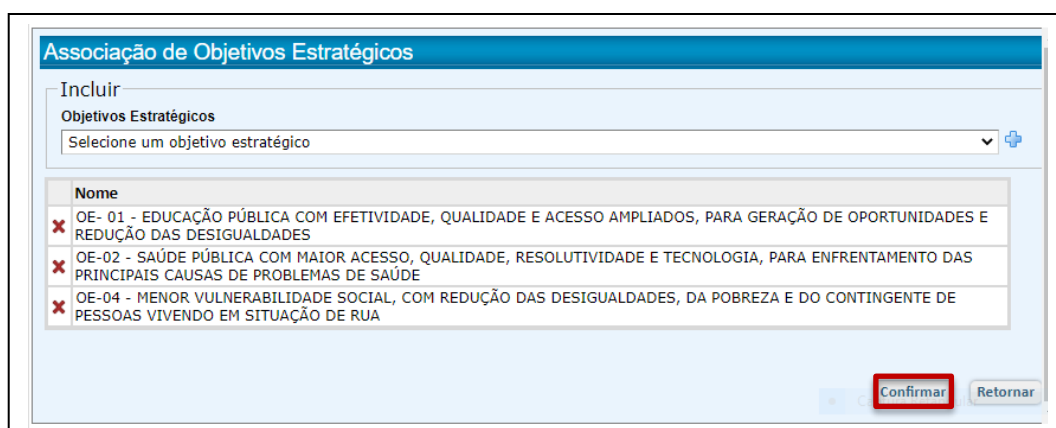 Associação de Objetivos Estratégicos
Incluir
Objetivos Estratégicos
Selecione um objetivo estratégico
Nome
OE- 01 - EDUCAÇÃO PÚBLICA COM EFETIVIDADE, QUALIDADE E ACESSO AMPLIADOS, PARA GERAÇÃO DE OPORTUNIDADES E
REDUÇÃO DAS DESIGUALDADES
OE-02 - SAÚDE PÚBLICA COM MAIOR ACESSO, QUALIDADE, RESOLUTIVIDADE E TECNOLOGIA, PARA ENFRENTAMENTO DAS
PRINCIPAIS CAUSAS DE PROBLEMAS DE SAÚDE
OE-04 - MENOR VULNERABILIDADE SOCIAL, COM REDUÇÃO DAS DESIGUALDADES, DA POBREZA E DO CONTINGENTE DE
PESSOAS VIVENDO EM SITUAÇÃO DE RUA
Confirmar Retornar